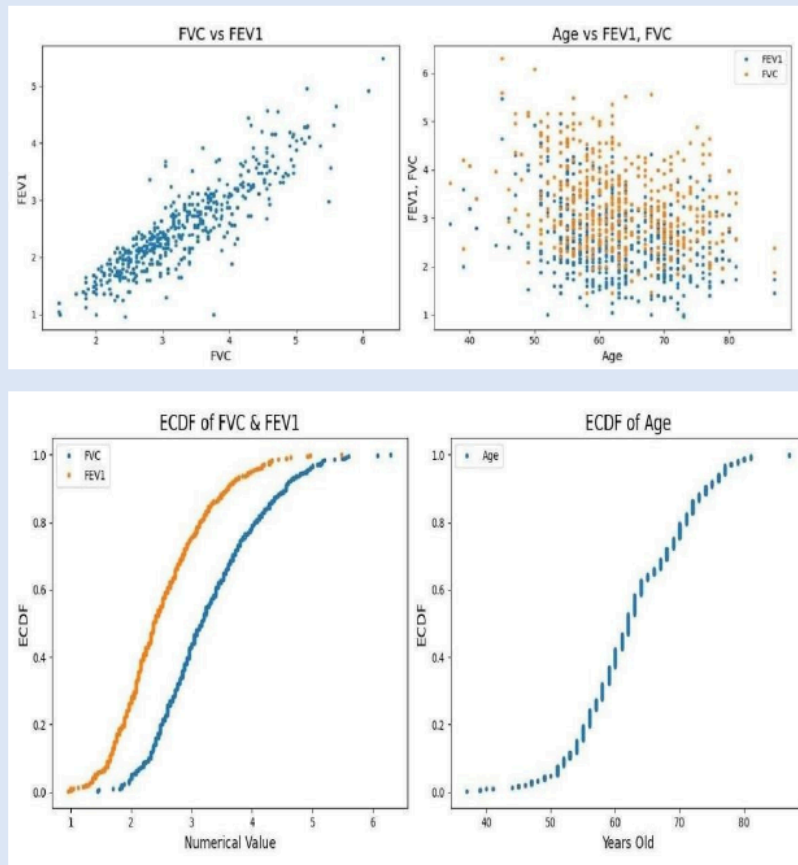 FVC vs FEV1
FEV1
5
4
3
2
1
2
3
4
5
6
FVC
Age vs FEV1, FVC
FEV1
FVC
FEV1, FVC
6
5
4
3
2
1
40
50
60
70
80
Age
ECDF of FVC & FEV1
FVC
FEV1
ECDF
1.0
0.8
0.6
0.4
0.2
0.0
1
2
3
4
5
6
Numerical Value
ECDF of Age
Age
ECDF
1.0
0.8
0.6
0.4
0.2
0.0
40
50
60
70
80
Years Old